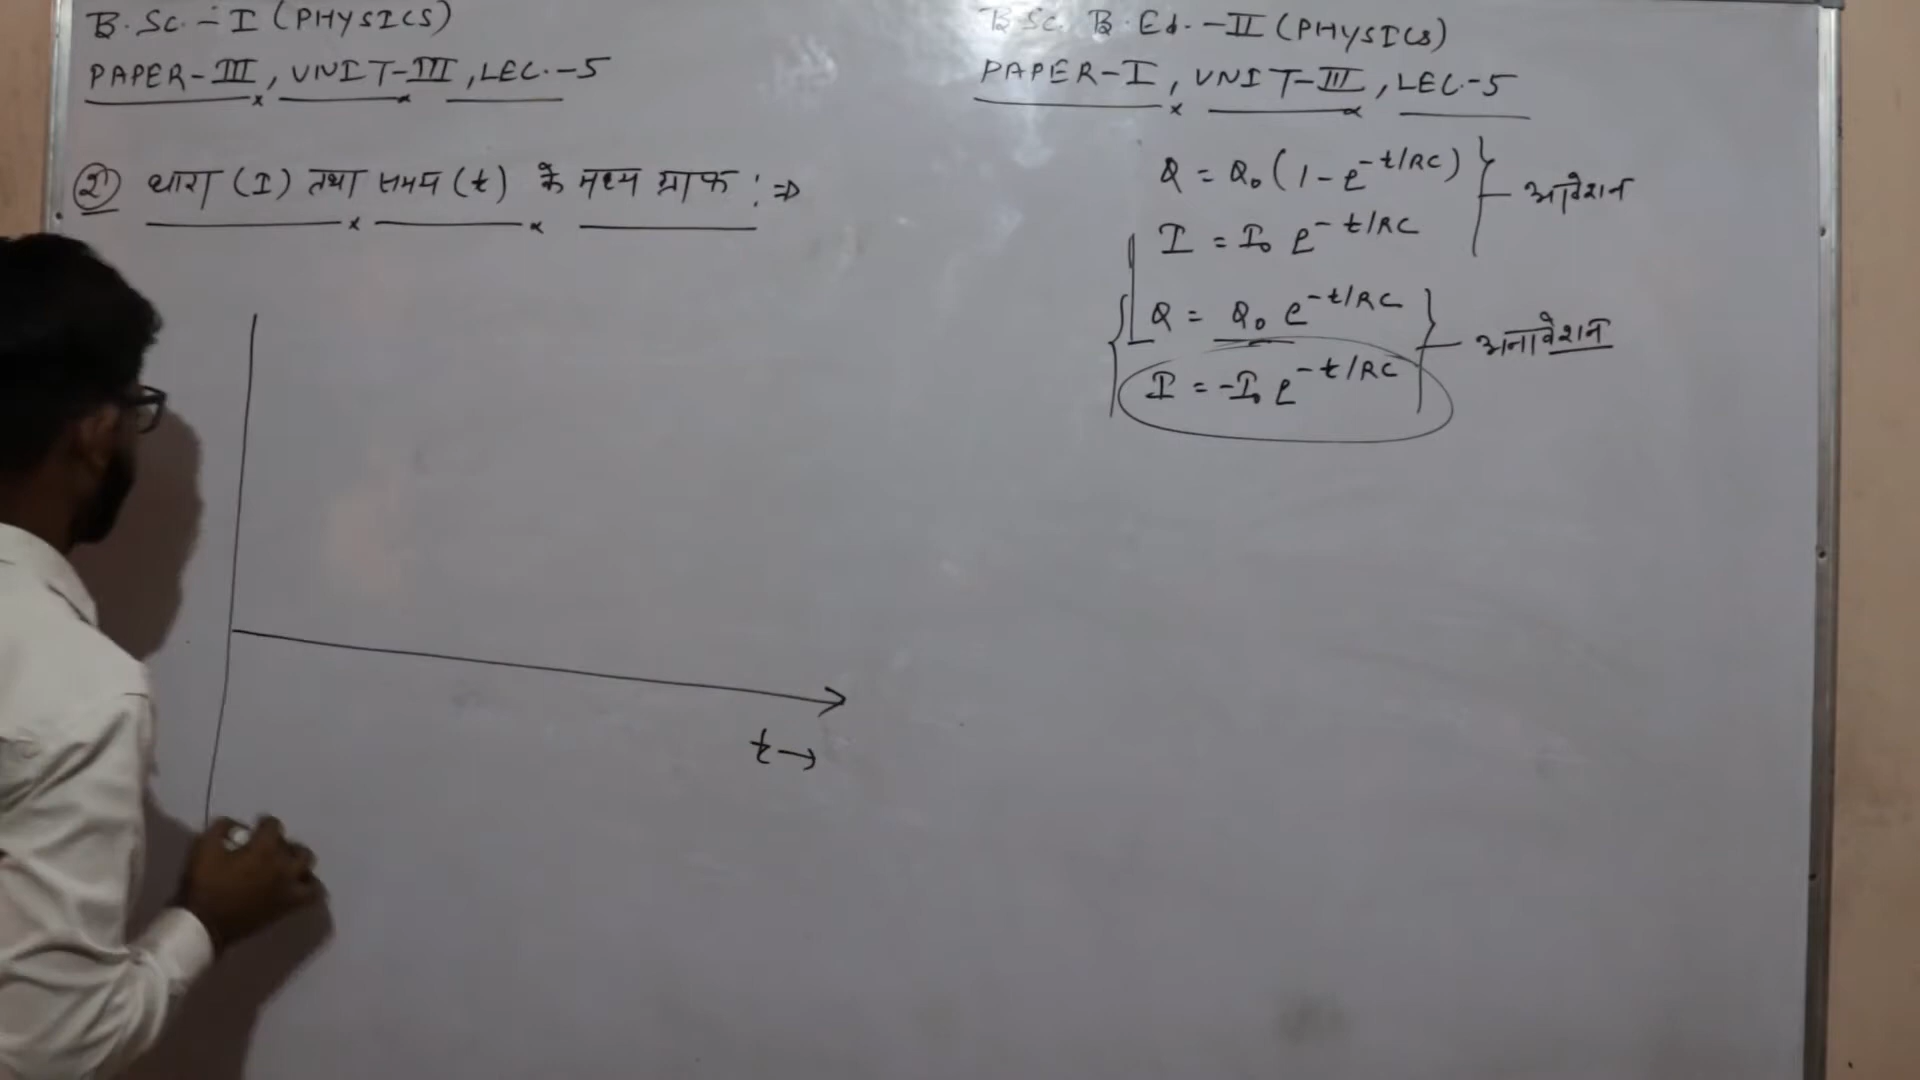 B.Sc.-I (PHYSICS)
PAPER-III, UNIT-III, LEC.-5
② धारा (I) तथा समय (t) के मध्य ग्राफ :⇒
t→
BSc. B.Ed.-II (PHYSICS)
PAPER-I, UNIT-III, LEC.-5
Q = Q₀ (1-e^-t/RC)
I = I₀ e^-t/RC
आवेशन
Q = Q₀ e^-t/RC
I = -I₀ e^-t/RC
अनावेशन